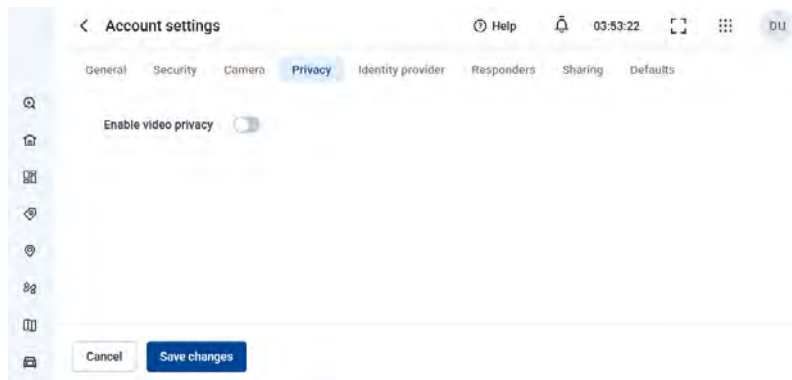 Account settings
Help
03:53:22
DU
General Security Camera Privacy Identity provider Responders Sharing Defaults
Enable video privacy
Cancel Save changes